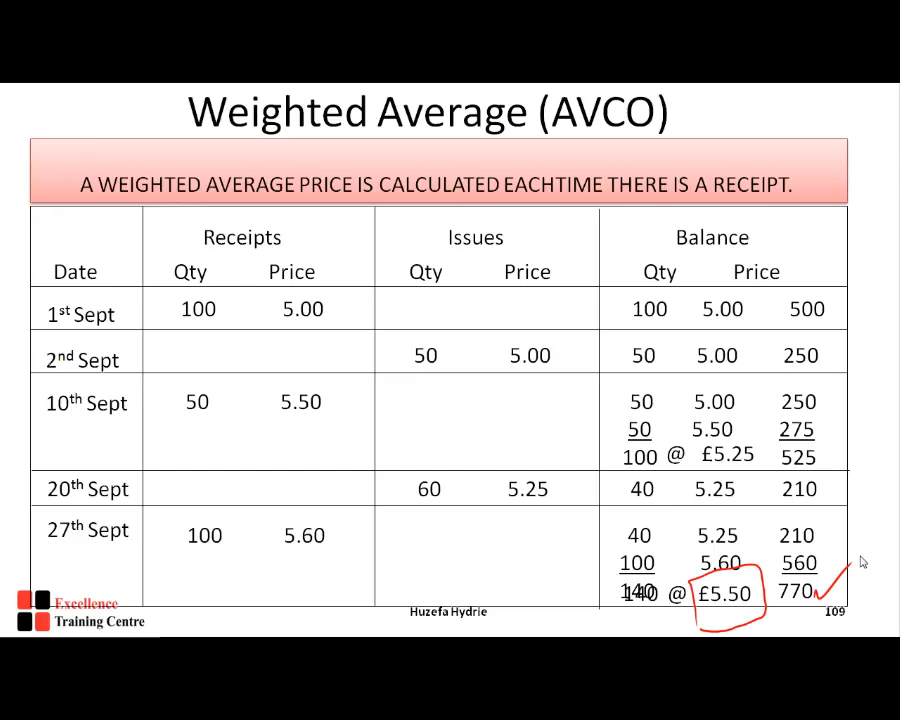 Weighted Average (AVCO)
A WEIGHTED AVERAGE PRICE IS CALCULATED EACHTIME THERE IS A RECEIPT.
Receipts Issues Balance
Date Qty Price Qty Price Qty Price
1st Sept 100 5.00 100 5.00 500
2nd Sept 50 5.00 50 5.00 250
10th Sept 50 5.50 50 5.00 250
50 5.50 275
100 @ £5.25 525
20th Sept 60 5.25 40 5.25 210
27th Sept 100 5.60 40 5.25 210
100 5.60 560
140 @ £5.50 770
Excellence
Training Centre
Huzefa Hydrie
109